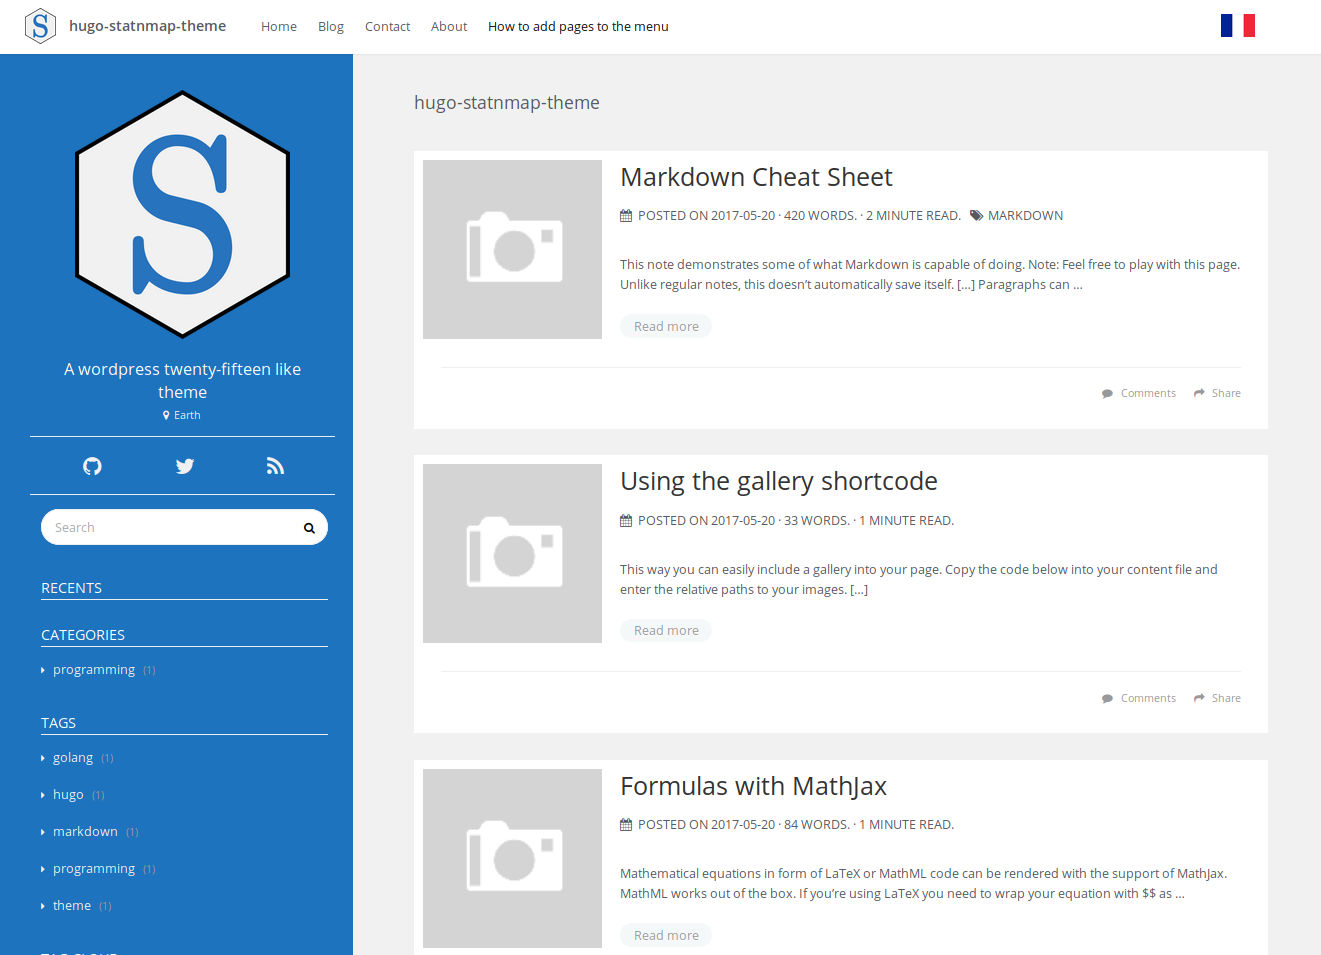 S hugo-statnmap-theme Home Blog Contact About How to add pages to the menu
S
A wordpress twenty-fifteen like
theme
Earth
Search
RECENTS
CATEGORIES
programming (1)
TAGS
golang (1)
hugo (1)
markdown (1)
programming (1)
theme (1)
TAG CLOUD
hugo-statnmap-theme
Markdown Cheat Sheet
POSTED ON 2017-05-20 · 420 WORDS. · 2 MINUTE READ. MARKDOWN
This note demonstrates some of what Markdown is capable of doing. Note: Feel free to play with this page.
Unlike regular notes, this doesn’t automatically save itself. […] Paragraphs can …
Read more
Comments Share
Using the gallery shortcode
POSTED ON 2017-05-20 · 33 WORDS. · 1 MINUTE READ.
This way you can easily include a gallery into your page. Copy the code below into your content file and
enter the relative paths to your images. […]
Read more
Comments Share
Formulas with MathJax
POSTED ON 2017-05-20 · 84 WORDS. · 1 MINUTE READ.
Mathematical equations in form of LaTeX or MathML code can be rendered with the support of MathJax.
MathML works out of the box. If you’re using LaTeX you need to wrap your equation with $$ as …
Read more